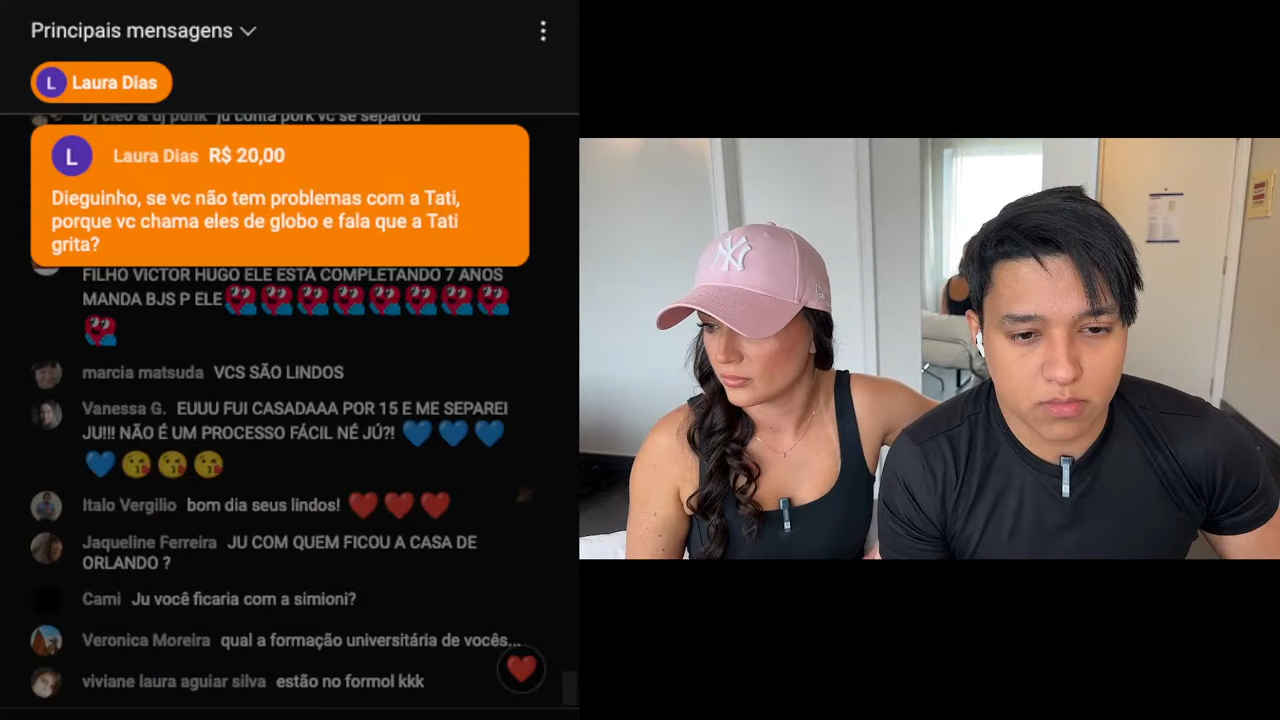 Principais mensagens
L Laura Dias
Dj cleo & dj punk ju conta pork vc se separou
L Laura Dias R$ 20,00
Dieguinho, se vc não tem problemas com a Tati,
porque vc chama eles de globo e fala que a Tati
grita?
FILHO VICTOR HUGO ELE ESTÁ COMPLETANDO 7 ANOS
MANDA BJS P ELE
marcia matsuda VCS SÃO LINDOS
Vanessa G. EUUU FUI CASADAAA POR 15 E ME SEPAREI
JU!!! NÃO É UM PROCESSO FÁCIL NÉ JÚ?!
Italo Vergilio bom dia seus lindos!
Jaqueline Ferreira JU COM QUEM FICOU A CASA DE
ORLANDO ?
Cami Ju você ficaria com a simioni?
Veronica Moreira qual a formação universitária de vocês...
viviane laura aguiar silva estão no formol kkk
NY